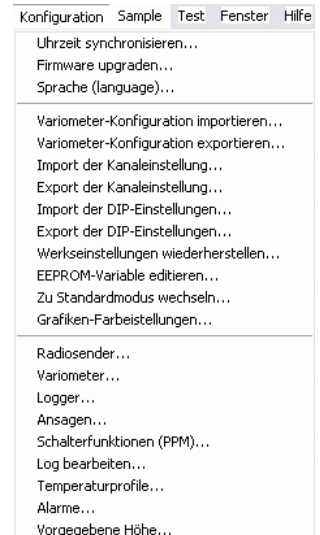 Konfiguration Sample Test Fenster Hilfe
Uhrzeit synchronisieren...
Firmware upgraden...
Sprache (language)...
Variometer-Konfiguration importieren...
Variometer-Konfiguration exportieren...
Import der Kanaleinstellung...
Export der Kanaleinstellung...
Import der DIP-Einstellungen...
Export der DIP-Einstellungen...
Werkseinstellungen wiederherstellen...
EEPROM-Variable editieren...
Zu Standardmodus wechseln...
Grafiken-Farbeistellungen...
Radiosender...
Variometer...
Logger...
Ansagen...
Schalterfunktionen (PPM)...
Log bearbeiten...
Temperaturprofile...
Alarme...
Vorgegebene Höhe...